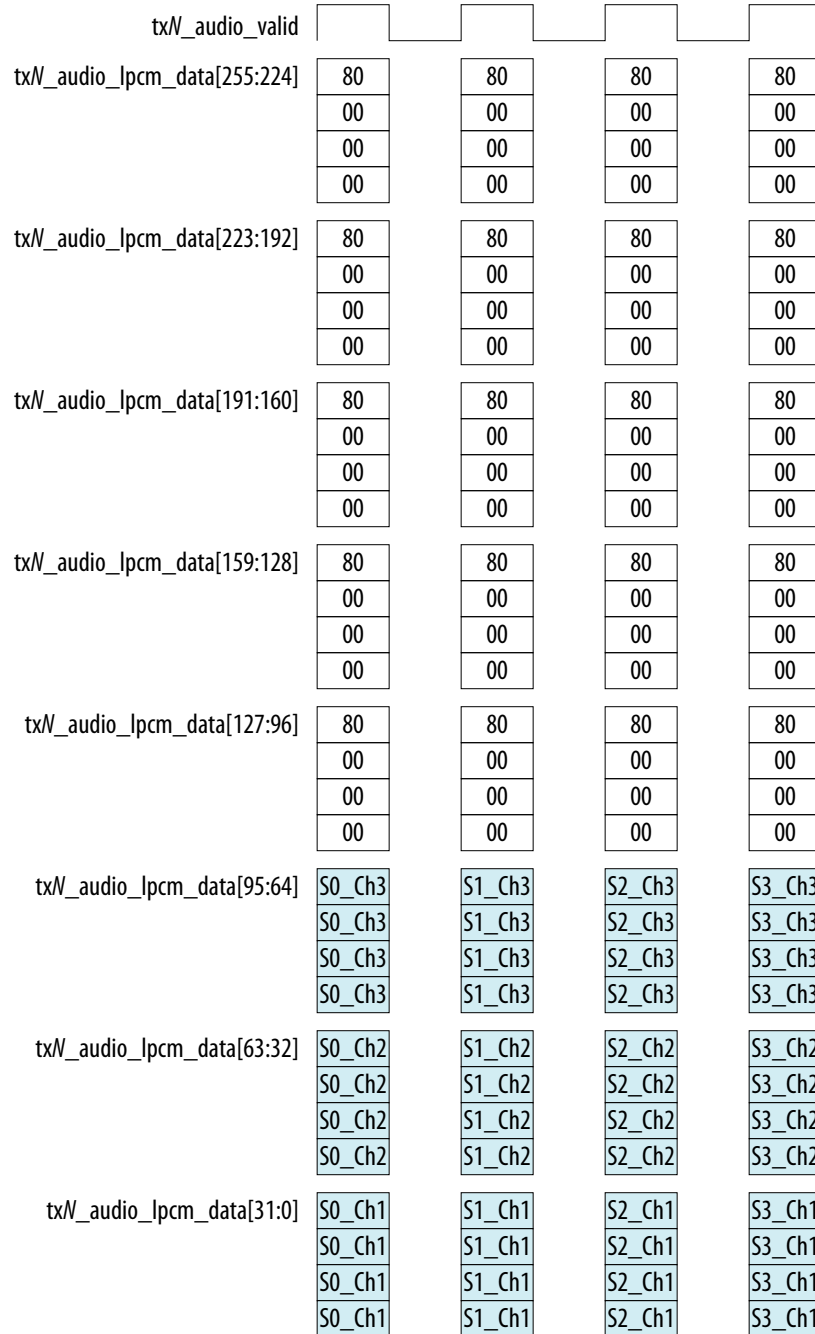 txN_audio_valid
txN_audio_lpcm_data[255:224] 80 80 80 80
00 00 00 00
00 00 00 00
00 00 00 00
txN_audio_lpcm_data[223:192] 80 80 80 80
00 00 00 00
00 00 00 00
00 00 00 00
txN_audio_lpcm_data[191:160] 80 80 80 80
00 00 00 00
00 00 00 00
00 00 00 00
txN_audio_lpcm_data[159:128] 80 80 80 80
00 00 00 00
00 00 00 00
00 00 00 00
txN_audio_lpcm_data[127:96] 80 80 80 80
00 00 00 00
00 00 00 00
00 00 00 00
txN_audio_lpcm_data[95:64] S0_Ch3 S1_Ch3 S2_Ch3 S3_Ch3
S0_Ch3 S1_Ch3 S2_Ch3 S3_Ch3
S0_Ch3 S1_Ch3 S2_Ch3 S3_Ch3
S0_Ch3 S1_Ch3 S2_Ch3 S3_Ch3
txN_audio_lpcm_data[63:32] S0_Ch2 S1_Ch2 S2_Ch2 S3_Ch2
S0_Ch2 S1_Ch2 S2_Ch2 S3_Ch2
S0_Ch2 S1_Ch2 S2_Ch2 S3_Ch2
S0_Ch2 S1_Ch2 S2_Ch2 S3_Ch2
txN_audio_lpcm_data[31:0] S0_Ch1 S1_Ch1 S2_Ch1 S3_Ch1
S0_Ch1 S1_Ch1 S2_Ch1 S3_Ch1
S0_Ch1 S1_Ch1 S2_Ch1 S3_Ch1
S0_Ch1 S1_Ch1 S2_Ch1 S3_Ch1